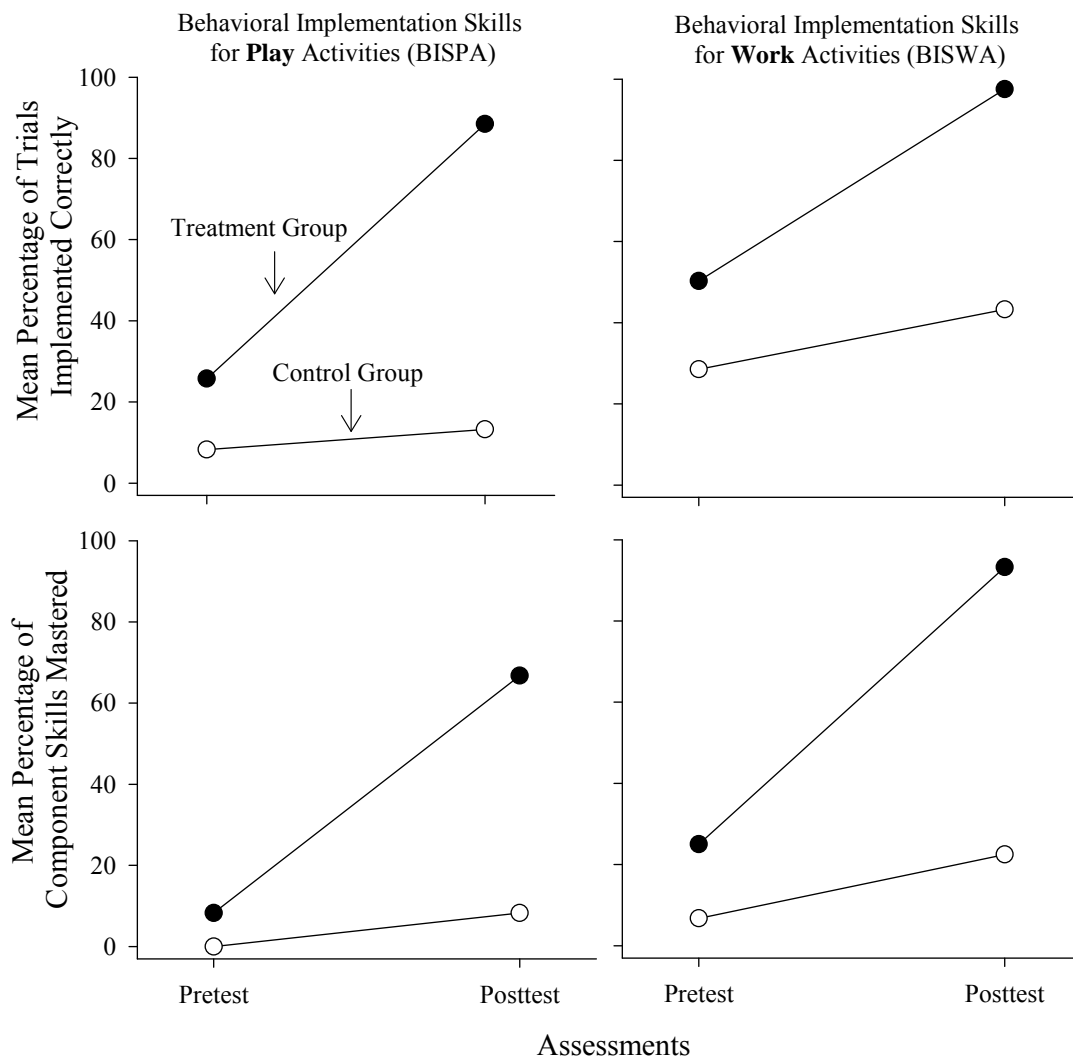 Behavioral Implementation Skills
for Play Activities (BISPA)
Behavioral Implementation Skills
for Work Activities (BISWA)
Mean Percentage of Trials
Implemented Correctly
100
80
60
40
20
0
Treatment Group
Control Group
Mean Percentage of
Component Skills Mastered
100
80
60
40
20
0
Pretest
Posttest
Pretest
Posttest
Assessments